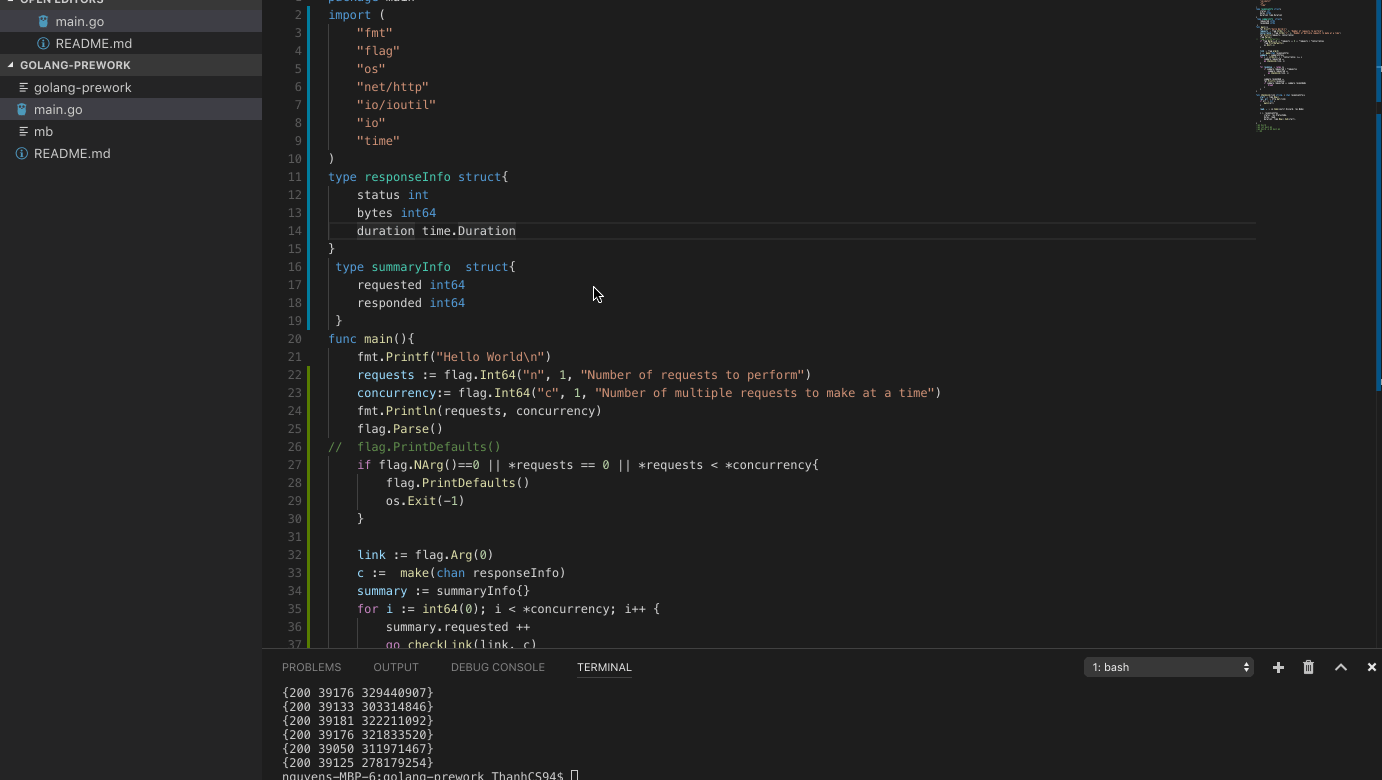 OPEN EDITORS
main.go
README.md
GOLANG-PREWORK
golang-prework
main.go
mb
README.md
package main
2 import (
3 "fmt"
4 "flag"
5 "os"
6 "net/http"
7 "io/ioutil"
8 "io"
9 "time"
10 )
11 type responseInfo struct{
12 status int
13 bytes int64
14 duration time.Duration
15 }
16 type summaryInfo  struct{
17 requested int64
18 responded int64
19 }
20 func main(){
21 fmt.Printf("Hello World\n")
22 requests := flag.Int64("n", 1, "Number of requests to perform")
23 concurrency:= flag.Int64("c", 1, "Number of multiple requests to make at a time")
24 fmt.Println(requests, concurrency)
25 flag.Parse()
26 //  flag.PrintDefaults()
27 if flag.NArg()==0 || *requests == 0 || *requests < *concurrency{
28 flag.PrintDefaults()
29 os.Exit(-1)
30 }
31
32 link := flag.Arg(0)
33 c :=  make(chan responseInfo)
34 summary := summaryInfo{}
35 for i := int64(0); i < *concurrency; i++ {
36 summary.requested ++
37 go checkLink(link, c)
PROBLEMS OUTPUT DEBUG CONSOLE TERMINAL 1: bash
{200 39176 329440907}
{200 39133 303314846}
{200 39181 322211092}
{200 39176 321833520}
{200 39050 311971467}
{200 39125 278179254}
nguyens-MBP-6:golang-prework ThanhCS94$